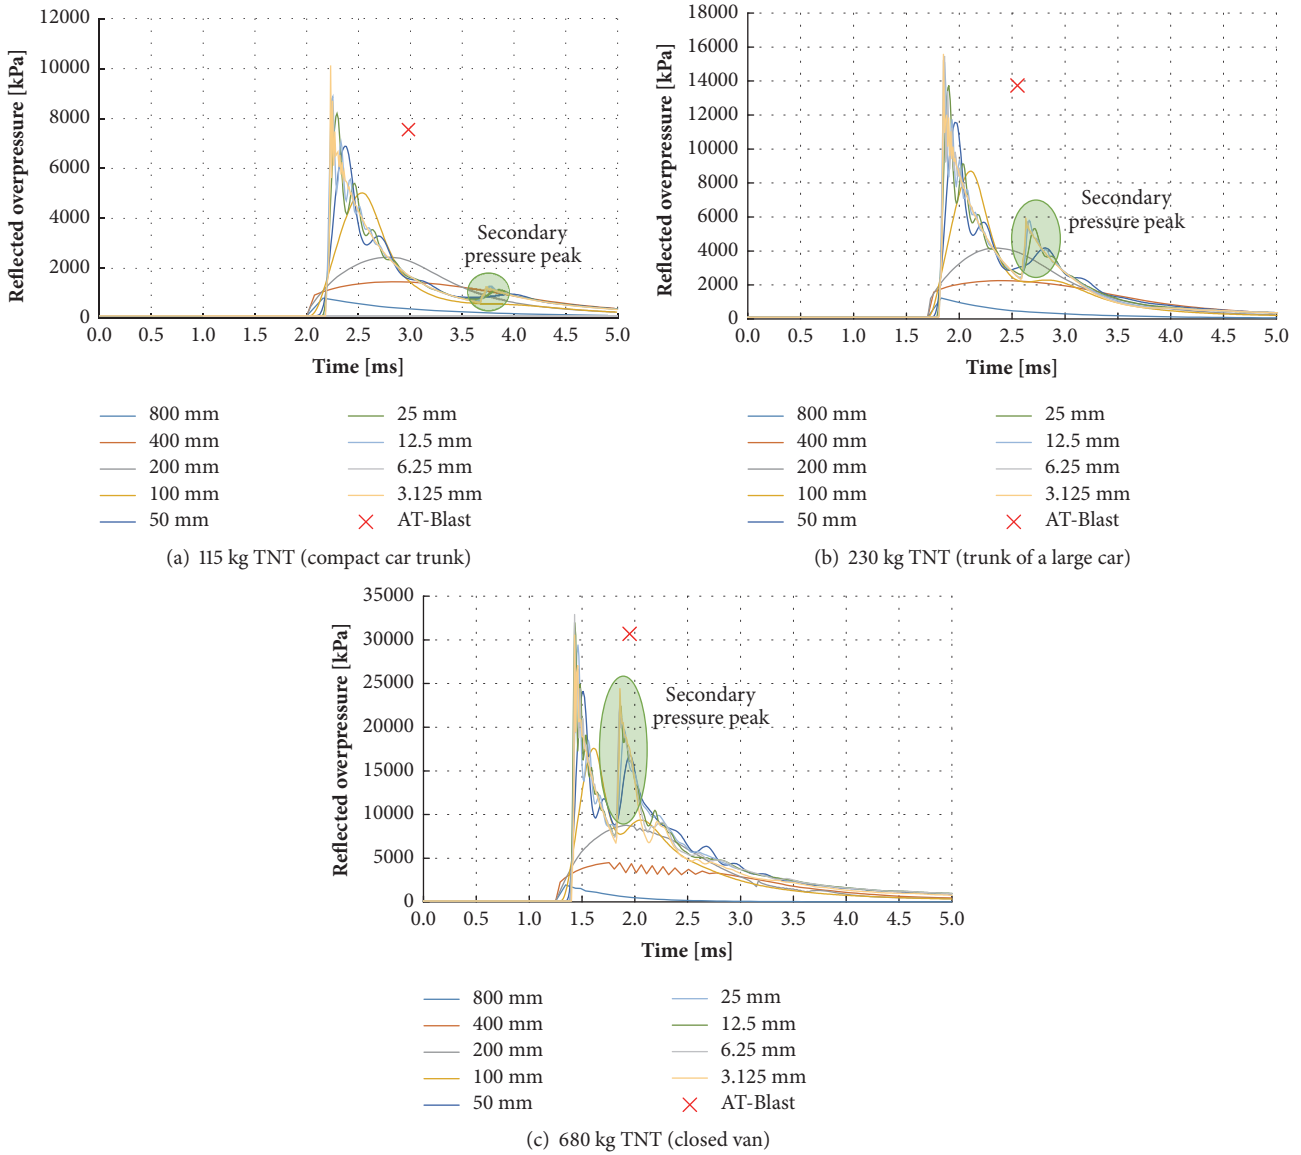 12000
10000
8000
6000
4000
2000
0
Reflected overpressure [kPa]
Secondary
pressure peak
0.0 0.5 1.0 1.5 2.0 2.5 3.0 3.5 4.0 4.5 5.0
Time [ms]
800 mm
400 mm
200 mm
100 mm
50 mm
25 mm
12.5 mm
6.25 mm
3.125 mm
AT-Blast
(a) 115 kg TNT (compact car trunk)
18000
16000
14000
12000
10000
8000
6000
4000
2000
0
Reflected overpressure [kPa]
Secondary
pressure peak
0.0 0.5 1.0 1.5 2.0 2.5 3.0 3.5 4.0 4.5 5.0
Time [ms]
800 mm
400 mm
200 mm
100 mm
50 mm
25 mm
12.5 mm
6.25 mm
3.125 mm
AT-Blast
(b) 230 kg TNT (trunk of a large car)
35000
30000
25000
20000
15000
10000
5000
0
Reflected overpressure [kPa]
Secondary
pressure peak
0.0 0.5 1.0 1.5 2.0 2.5 3.0 3.5 4.0 4.5 5.0
Time [ms]
800 mm
400 mm
200 mm
100 mm
50 mm
25 mm
12.5 mm
6.25 mm
3.125 mm
AT-Blast
(c) 680 kg TNT (closed van)